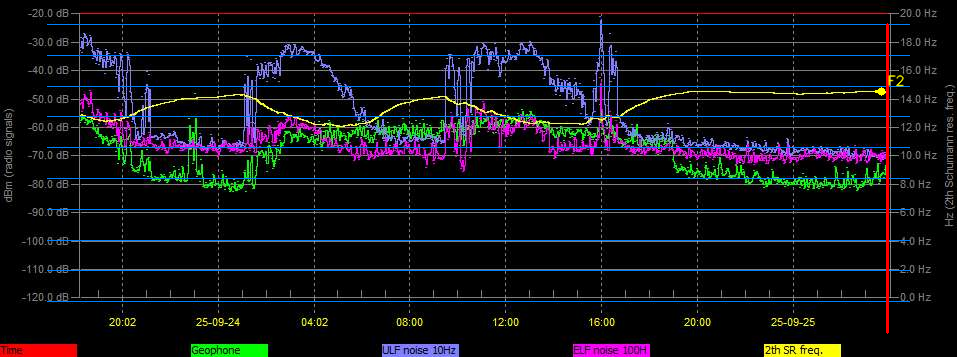 -20.0 dB 20.0 Hz
-30.0 dB 18.0 Hz
-40.0 dB 16.0 Hz
F2
-50.0 dB 14.0 Hz
-60.0 dB 12.0 Hz
-70.0 dB 10.0 Hz
-80.0 dB 8.0 Hz
-90.0 dB 6.0 Hz
-100.0 dB 4.0 Hz
-110.0 dB 2.0 Hz
-120.0 dB 0.0 Hz
dBm (radio signals)
Hz (2th Schumann res. freq.)
20:02 25-09-24 04:02 08:00 12:00 16:00 20:00 25-09-25
Time Geophone ULF noise 10Hz ELF noise 100H 2th SR freq.